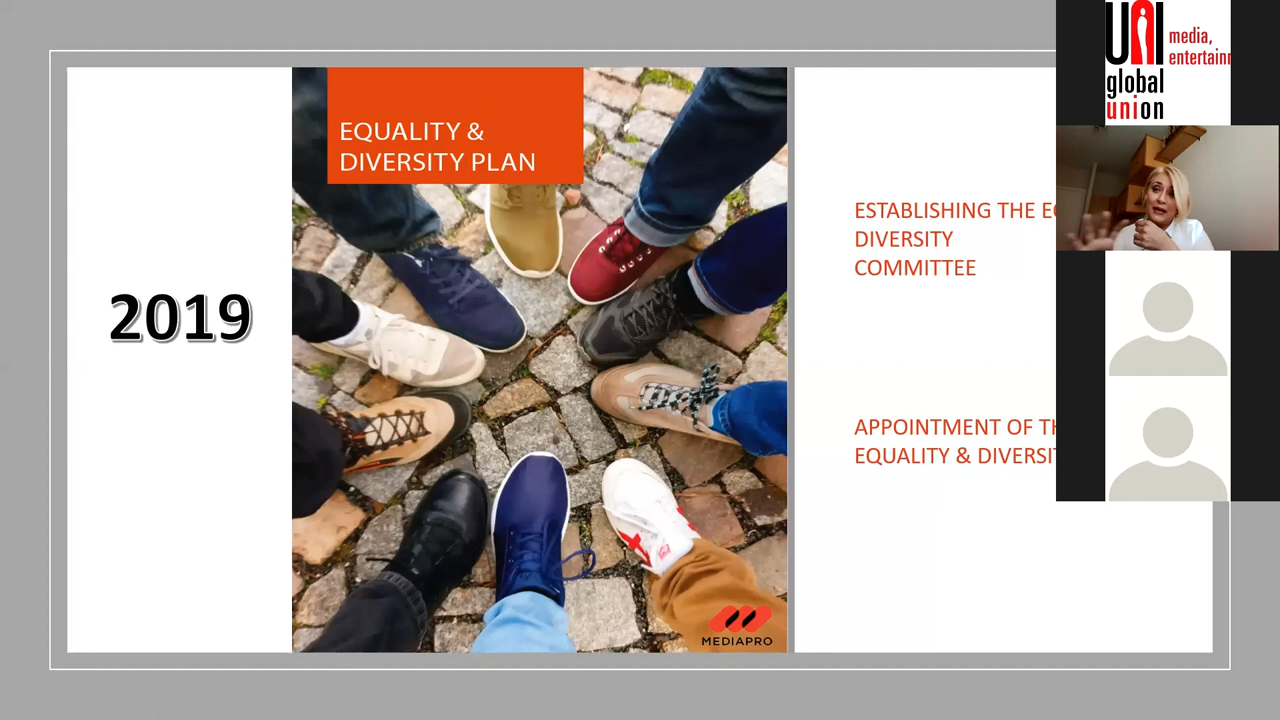 2019
EQUALITY &
DIVERSITY PLAN
MEDIAPRO
ESTABLISHING THE
DIVERSITY
COMMITTEE
APPOINTMENT OF
EQUALITY &
UNI
global
union
media,